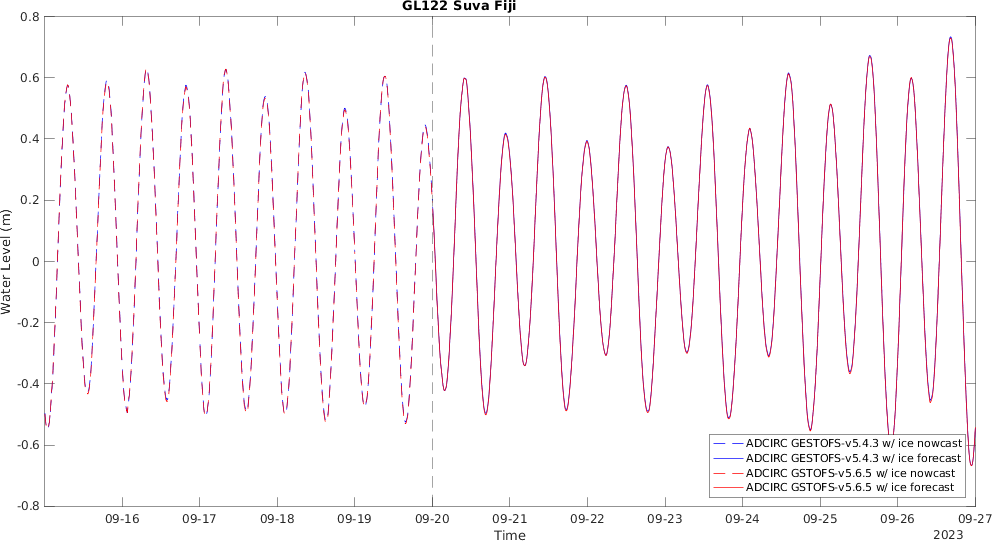 GL122 Suva Fiji
0.8
0.6
0.4
0.2
0
-0.2
-0.4
-0.6
-0.8
Water Level (m)
ADCIRC GESTOFS-v5.4.3 w/ ice nowcast
ADCIRC GESTOFS-v5.4.3 w/ ice forecast
ADCIRC GSTOFS-v5.6.5 w/ ice nowcast
ADCIRC GSTOFS-v5.6.5 w/ ice forecast
09-16 09-17 09-18 09-19 09-20 09-21 09-22 09-23 09-24 09-25 09-26 09-27
Time
2023